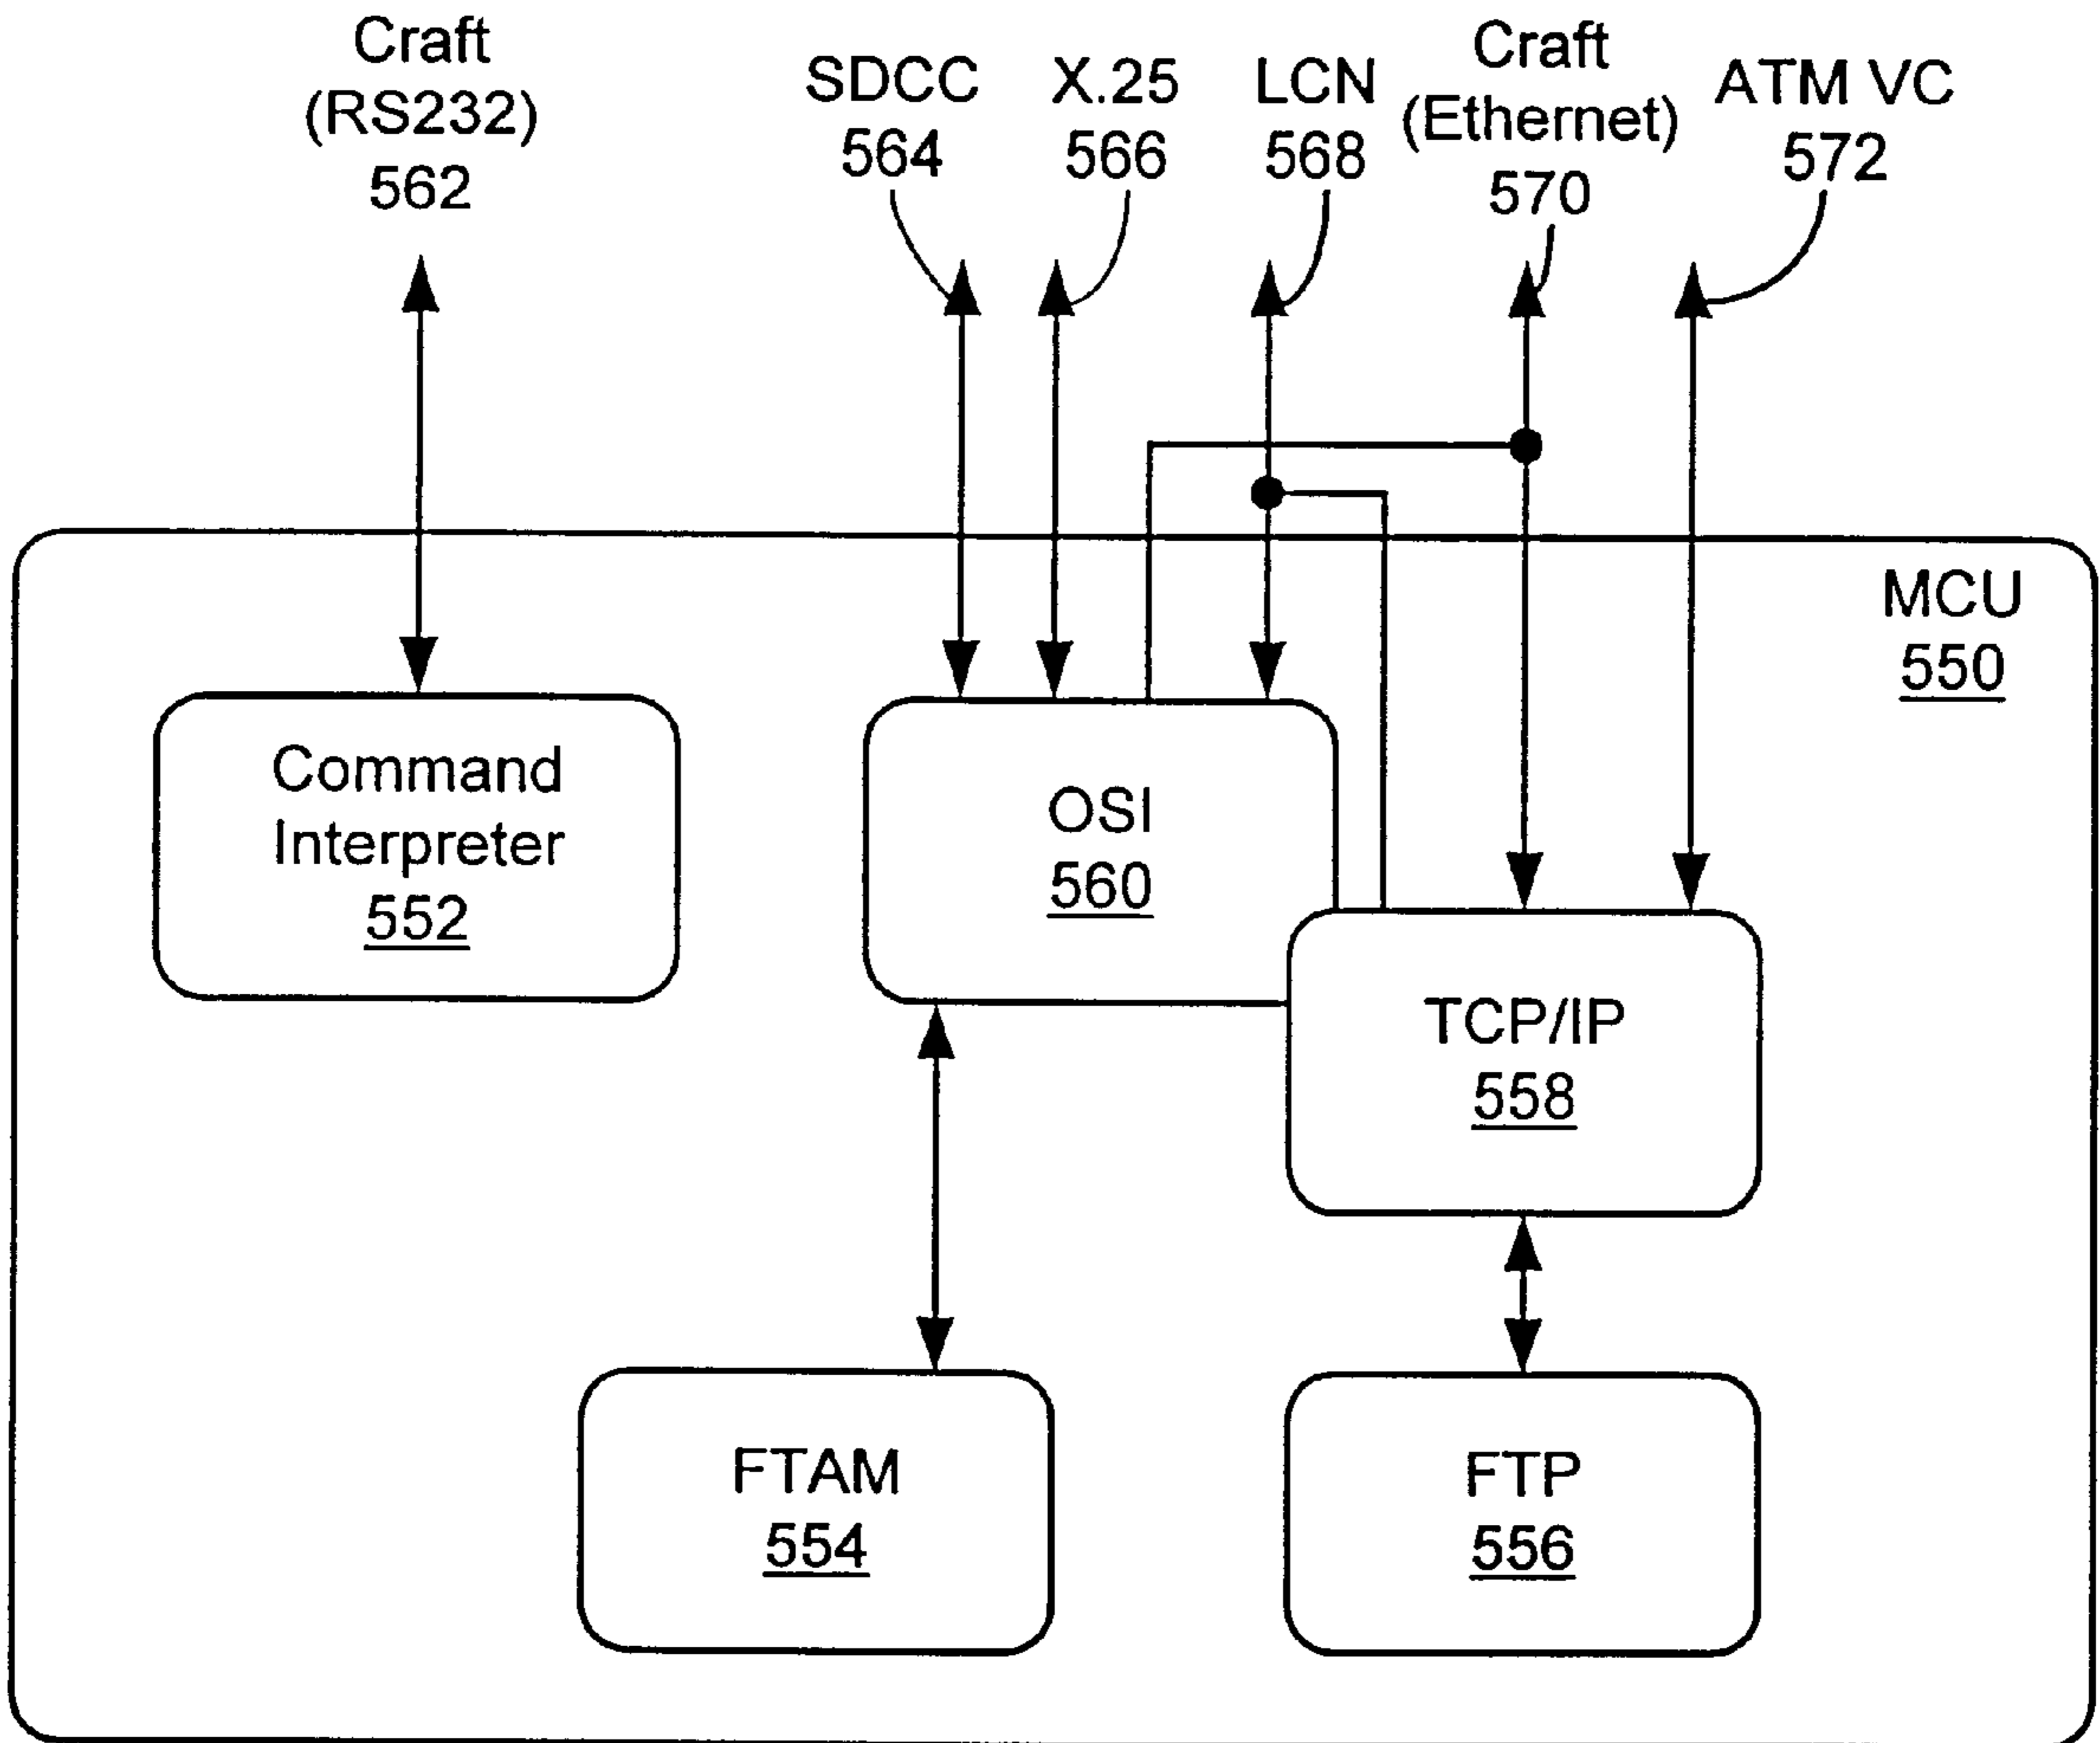 Craft
(RS232)
562
SDCC
564
X.25
566
LCN
568
Craft
(Ethernet)
570
ATM VC
572
MCU
550
Command
Interpreter
552
OSI
560
TCP/IP
558
FTAM
554
FTP
556